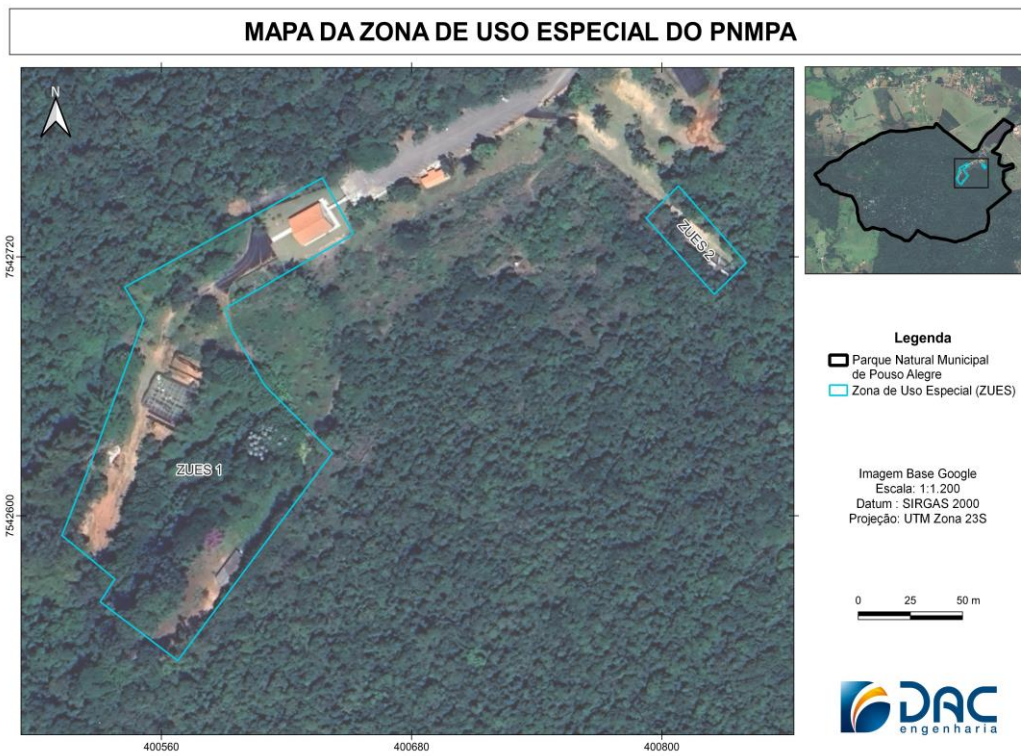 MAPA DA ZONA DE USO ESPECIAL DO PNMPA
N
ZUES 2
ZUES 1
7542720
7542600
400560
400680
400800
Legenda
Parque Natural Municipal
de Pouso Alegre
Zona de Uso Especial (ZUES)
Imagem Base Google
Escala: 1:1.200
Datum : SIRGAS 2000
Projeção: UTM Zona 23S
0 25 50 m
DAC
engenharia